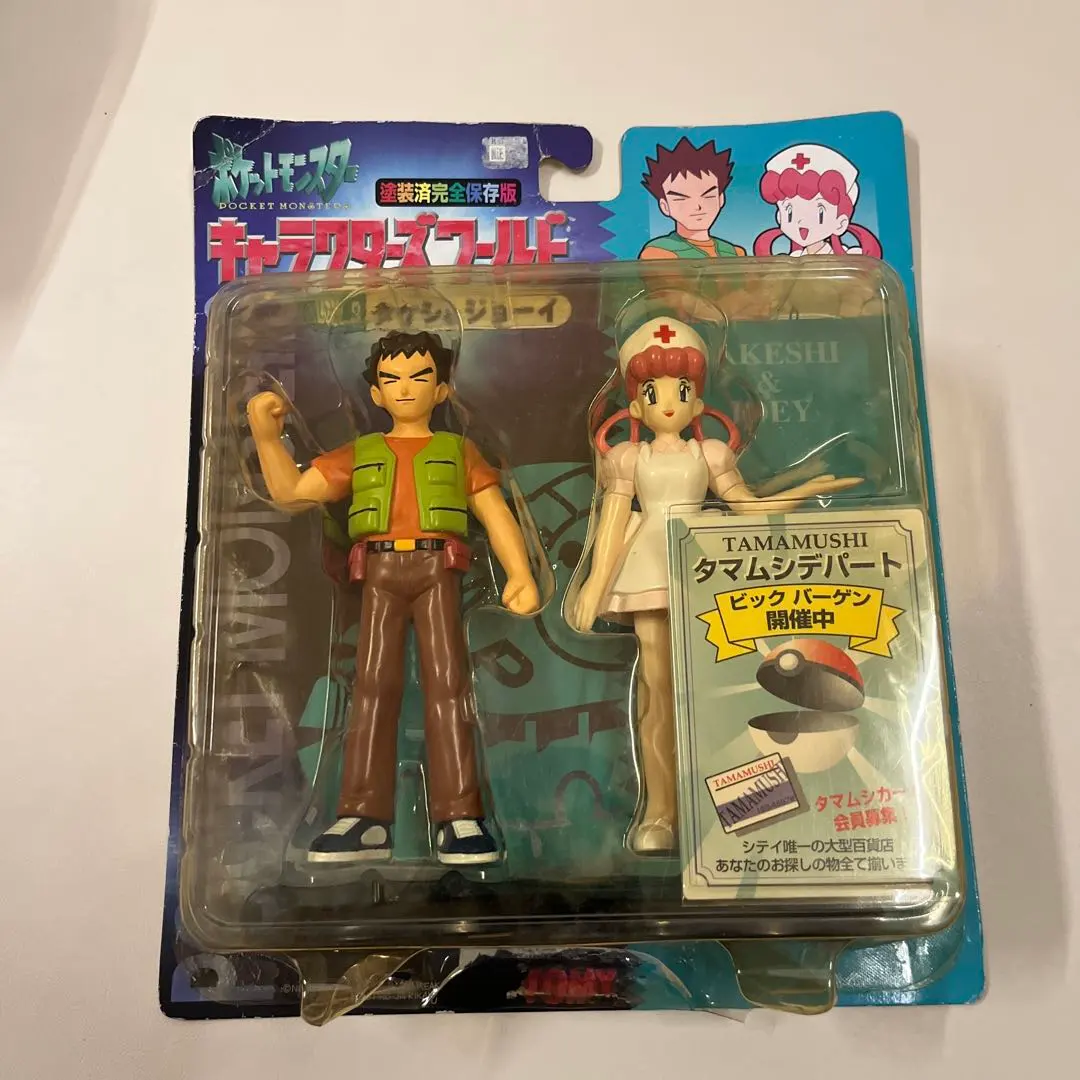 ポケットモンスター
POCKET MONSTERS
塗装済完全保存版
キャラクターズワールド
タケシ&ジョーイ
AKESHI
&
OEY
TAMAMUSHI
タマムシデパート
ビック バーゲン
開催中
TAMAMUSHI
TAMAMUSH
タマムシカー
会員募集
シテイ唯一の大型百貨店
あなたのお探しの物全て揃いま
TOMY